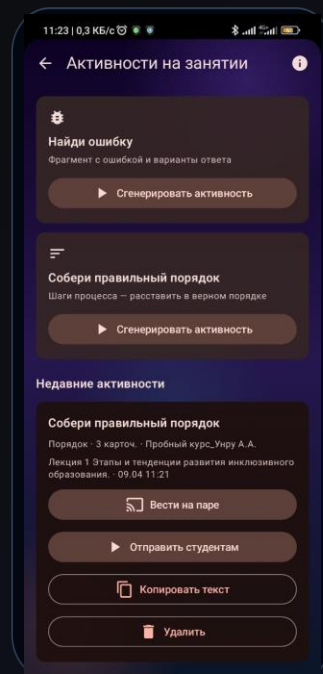 11:23 | 0,3 КБ/с
Активности на занятии
Найди ошибку
Фрагмент с ошибкой и варианты ответа
Сгенерировать активность
Собери правильный порядок
Шаги процесса — расставить в верном порядке
Сгенерировать активность
Недавние активности
Собери правильный порядок
Порядок · 3 карточ. · Пробный курс_Унру А.А.
Лекция 1 Этапы и тенденции развития инклюзивного
образования. · 09.04 11:21
Вести на паре
Отправить студентам
Копировать текст
Удалить